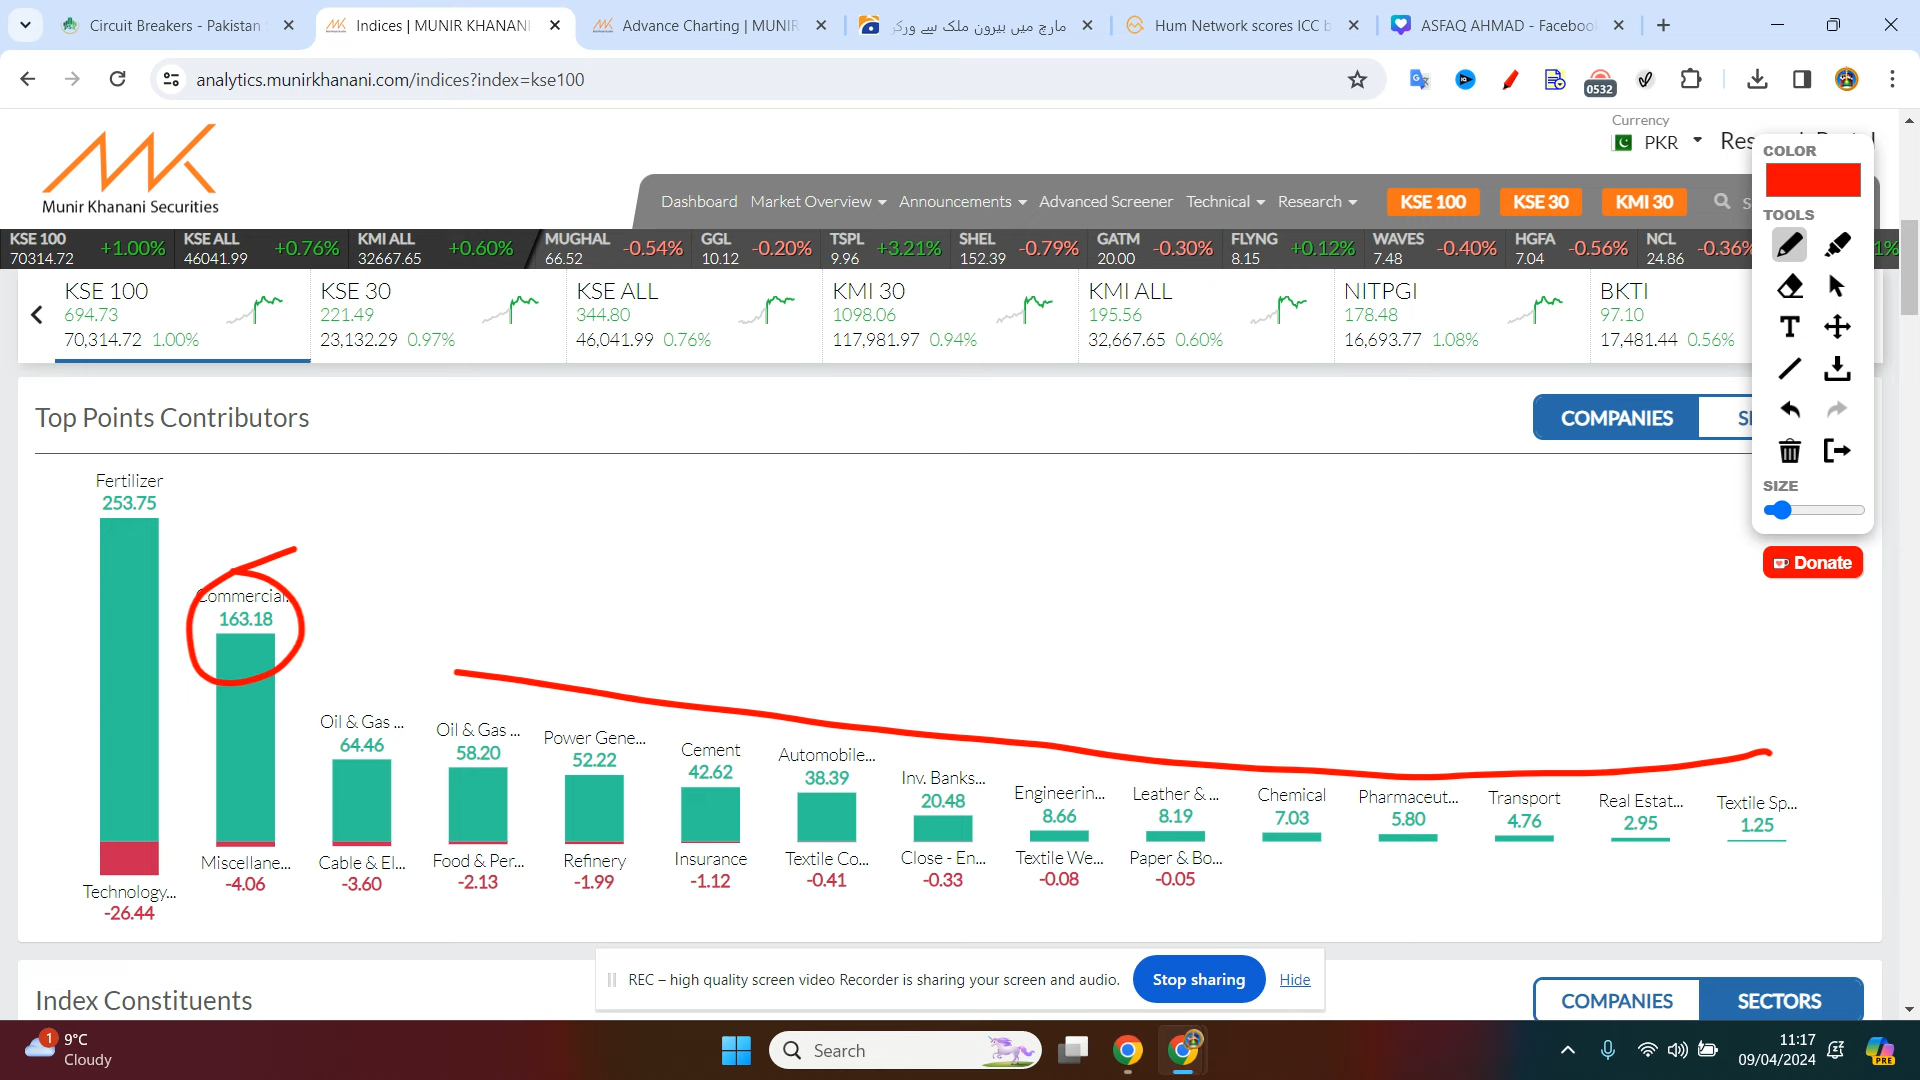 Circuit Breakers - Pakistan
Indices | MUNIR KHANANI
Advance Charting | MUNIR
مارچ میں بیرون ملک سے ورکر
Hum Network scores ICC b
ASFAQ AHMAD - Facebook
analytics.munirkhanani.com/indices?index=kse100
0532
Munir Khanani Securities
Currency
PKR
Dashboard Market Overview Announcements Advanced Screener Technical Research KSE 100 KSE 30 KMI 30
KSE 100 70314.72 +1.00%
KSE ALL 46041.99 +0.76%
KMI ALL 32667.65 +0.60%
MUGHAL 66.52 -0.54%
GGL 10.12 -0.20%
TSPL 9.96 +3.21%
SHEL 152.39 -0.79%
GATM 20.00 -0.30%
FLYNG 8.15 +0.12%
WAVES 7.48 -0.40%
HGFA 7.04 -0.56%
NCL 24.86 -0.36%
KSE 100
694.73
70,314.72 1.00%
KSE 30
221.49
23,132.29 0.97%
KSE ALL
344.80
46,041.99 0.76%
KMI 30
1098.06
117,981.97 0.94%
KMI ALL
195.56
32,667.65 0.60%
NITPGI
178.48
16,693.77 1.08%
BKTI
97.10
17,481.44 0.56%
COLOR
TOOLS
T
SIZE
Donate
Top Points Contributors
COMPANIES
Fertilizer
253.75
Commercial...
163.18
Oil & Gas ...
64.46
Oil & Gas ...
58.20
Power Gene...
52.22
Cement
42.62
Automobile...
38.39
Inv. Banks...
20.48
Engineerin...
8.66
Leather & ...
8.19
Chemical
7.03
Pharmaceut...
5.80
Transport
4.76
Real Estat...
2.95
Textile Sp...
1.25
Technology...
-26.44
Miscellane...
-4.06
Cable & El...
-3.60
Food & Per...
-2.13
Refinery
-1.99
Insurance
-1.12
Textile Co...
-0.41
Close - En...
-0.33
Textile We...
-0.08
Paper & Bo...
-0.05
REC – high quality screen video Recorder is sharing your screen and audio.
Stop sharing
Hide
Index Constituents
COMPANIES
SECTORS
1
9°C
Cloudy
Search
11:17
09/04/2024
PRE